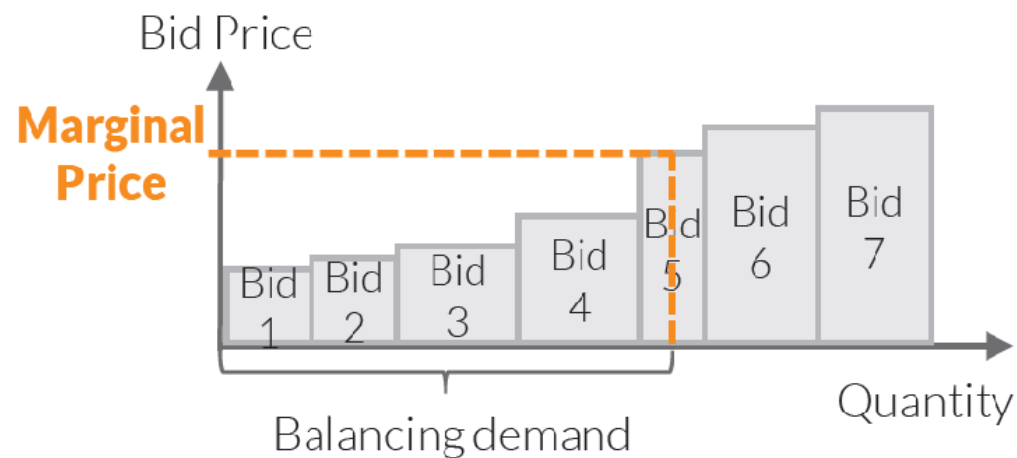 Bid Price
Marginal
Price
Bid
1
Bid
2
Bid
3
Bid
4
Bid
5
Bid
6
Bid
7
Quantity
Balancing demand